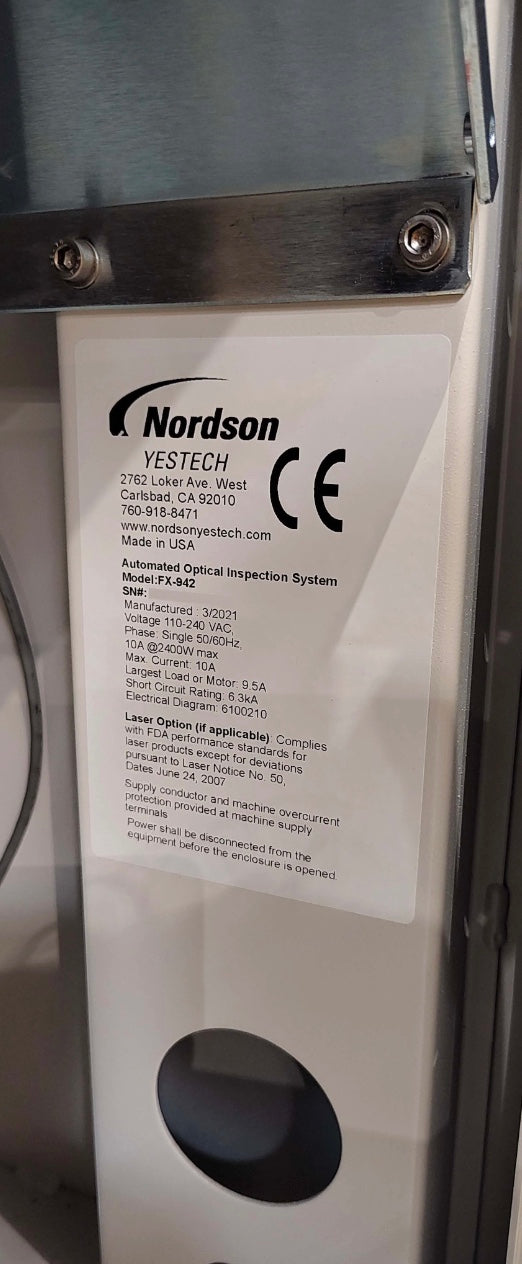 Nordson
YESTECH
2762 Loker Ave. West
Carlsbad, CA 92010
760-918-8471
www.nordsonyestech.com
Made in USA
CE
Automated Optical Inspection System
Model:FX-942
SN#:
Manufactured : 3/2021
Voltage 110-240 VAC,
Phase: Single 50/60Hz,
10A @2400W max
Max. Current: 10A
Largest Load or Motor: 9.5A
Short Circuit Rating: 6.3kA
Electrical Diagram: 6100210
Laser Option (if applicable): Complies
with FDA performance standards for
laser products except for deviations
pursuant to Laser Notice No. 50,
Dates June 24, 2007
Supply conductor and machine overcurrent
protection provided at machine supply
terminals
Power shall be disconnected from the
equipment before the enclosure is opened.